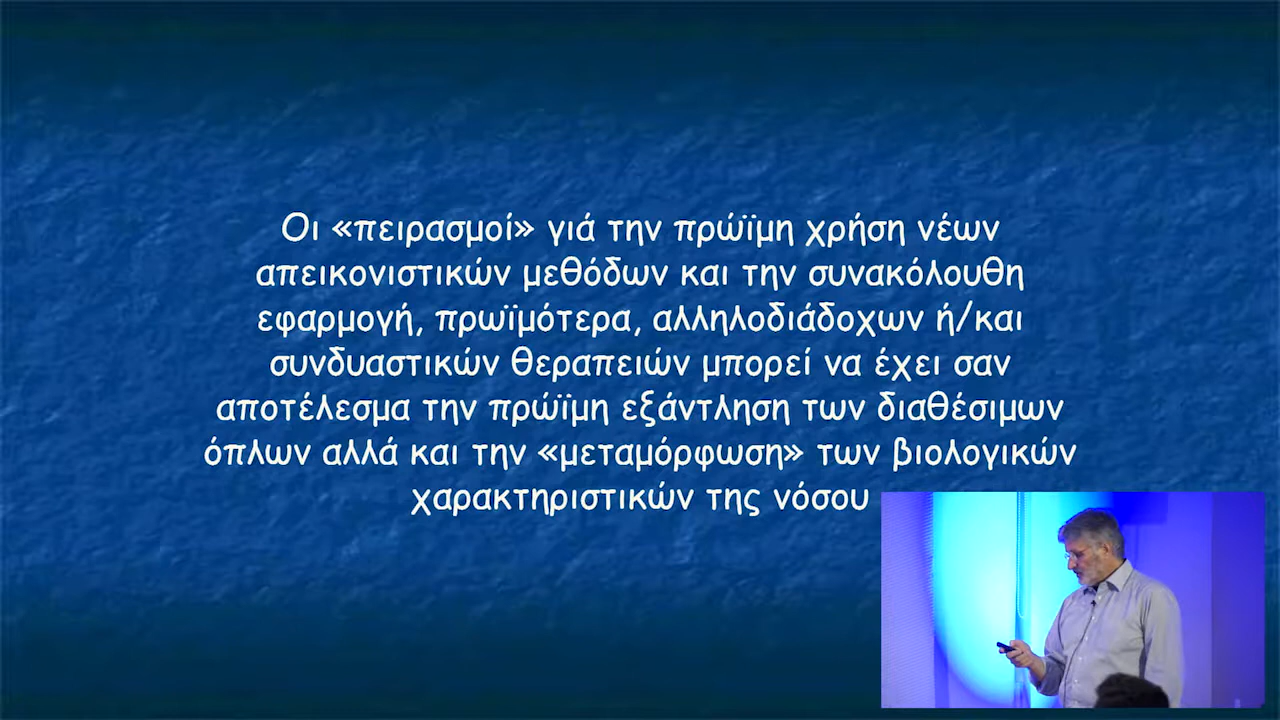 Οι «πειρασμοί» γιά την πρώϊμη χρήση νέων
απεικονιστικών μεθόδων και την συνακόλουθη
εφαρμογή, πρωϊμότερα, αλληλοδιάδοχων ή/και
συνδυαστικών θεραπειών μπορεί να έχει σαν
αποτέλεσμα την πρώϊμη εξάντληση των διαθέσιμων
όπλων αλλά και την «μεταμόρφωση» των βιολογικών
χαρακτηριστικών της νόσου